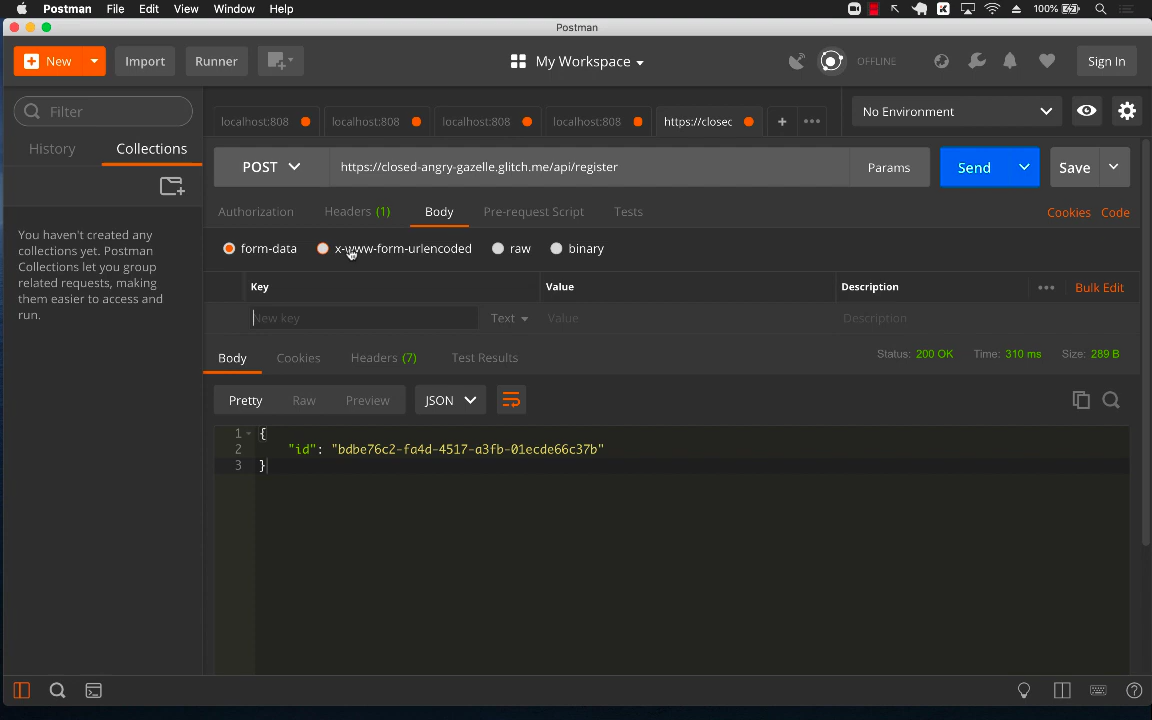 Postman File Edit View Window Help 100%
Postman
New Import Runner My Workspace OFFLINE Sign In
Filter
localhost:808 localhost:808 localhost:808 localhost:808 https://closec + ••• No Environment
History Collections
POST https://closed-angry-gazelle.glitch.me/api/register Params Send Save
Authorization Headers (1) Body Pre-request Script Tests Cookies Code
You haven't created any
collections yet. Postman
Collections let you group
related requests, making
them easier to access and
run.
form-data x-www-form-urlencoded raw binary
Key Value Description ••• Bulk Edit
New key Text Value Description
Body Cookies Headers (7) Test Results Status: 200 OK Time: 310 ms Size: 289 B
Pretty Raw Preview JSON
1 {
2 "id": "bdbe76c2-fa4d-4517-a3fb-01ecde66c37b"
3 }